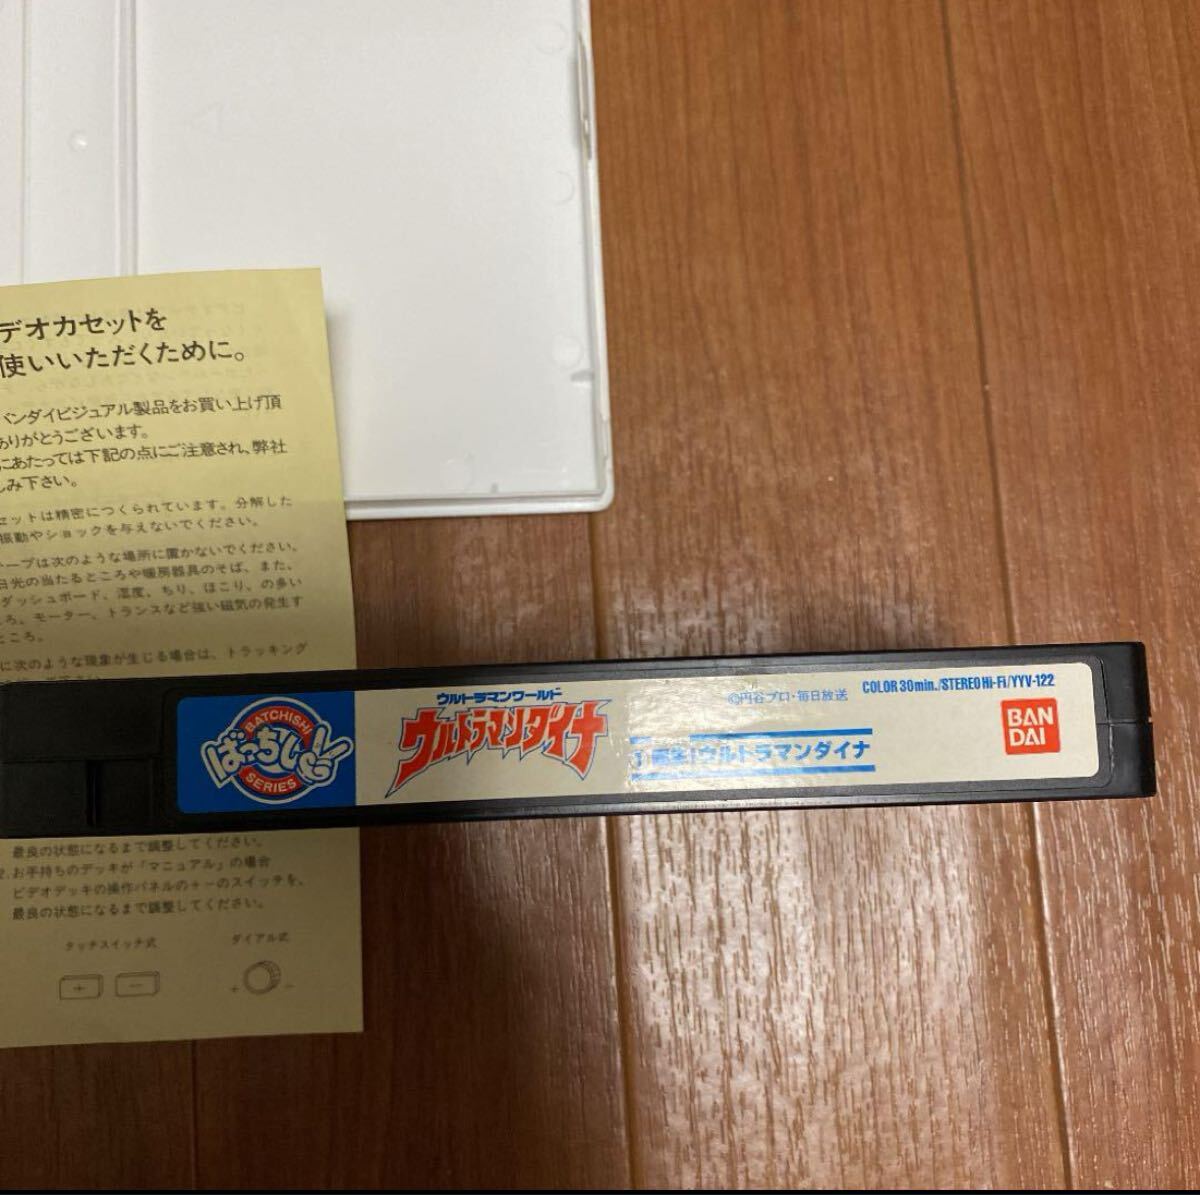 デオカセットを
使いいただくために。
バンダイビジュアル製品をお買い上げ頂
ありがとうございます。
にあたっては下記の点にご注意され、弊社
しみ下さい。
セットは精密につくられています。分解した
振動やショックを与えないでください。
テープは次のような場所に置かないでください。
日光の当たるところや暖房器具のそば、また、
ダッシュボード、湿度、ちり、ほこり、の多い
ころ、モーター、トランスなど強い磁気の発生す
ところ。
に次のような現象が生じる場合は、トラッキング
BATCHISHI
ばっちしV
SERIES
ウルトラマンワールド
ウルトラマンダイナ
©円谷プロ・毎日放送
COLOR 30min./STEREO Hi-Fi/YYV-122
① 誕生!ウルトラマンダイナ
BAN
DAI
最良の状態になるまで調整してください。
2.お手持ちのデッキが「マニュアル」の場合
ビデオデッキの操作パネルの+ーのスイッチを、
最良の状態になるまで調整してください。
タッチスイッチ式 ダイアル式
+ − + −